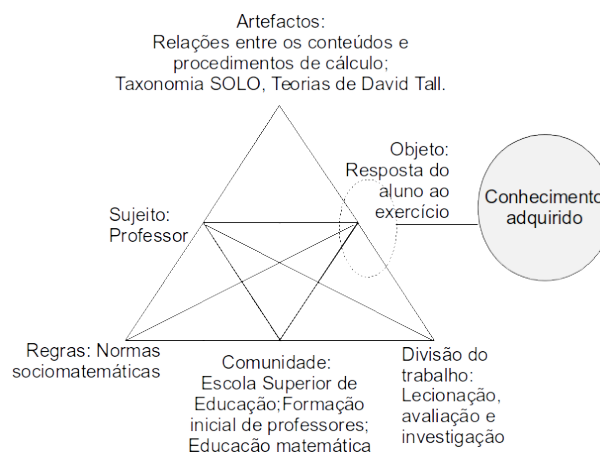 Artefactos:
Relações entre os conteúdos e
procedimentos de cálculo;
Taxonomia SOLO, Teorias de David Tall.
Objeto:
Resposta do
aluno ao
exercício
Conhecimento
adquirido
Sujeito:
Professor
Regras: Normas
sociomatemáticas
Comunidade:
Escola Superior de
Educação;Formação
inicial de professores;
Educação matemática
Divisão do
trabalho:
Lecionação,
avaliação e
investigação